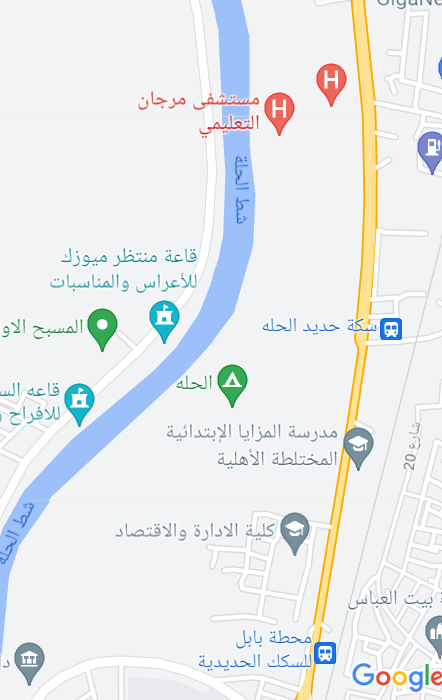 GigaNe
مستشفى مرجان
التعليمي
شط الحلة
قاعة منتظر ميوزك
للأعراس والمناسبات
سكة حديد الحله
المسبح الاو
الحله
قاعه الس
للافراح و
مدرسة المزايا الإبتدائية
المختلطة الأهلية
شارع 20
كلية الادارة والاقتصاد
شط الحلة
ة بيت العباس
محطة بابل
للسكك الحديدية
دا
Google